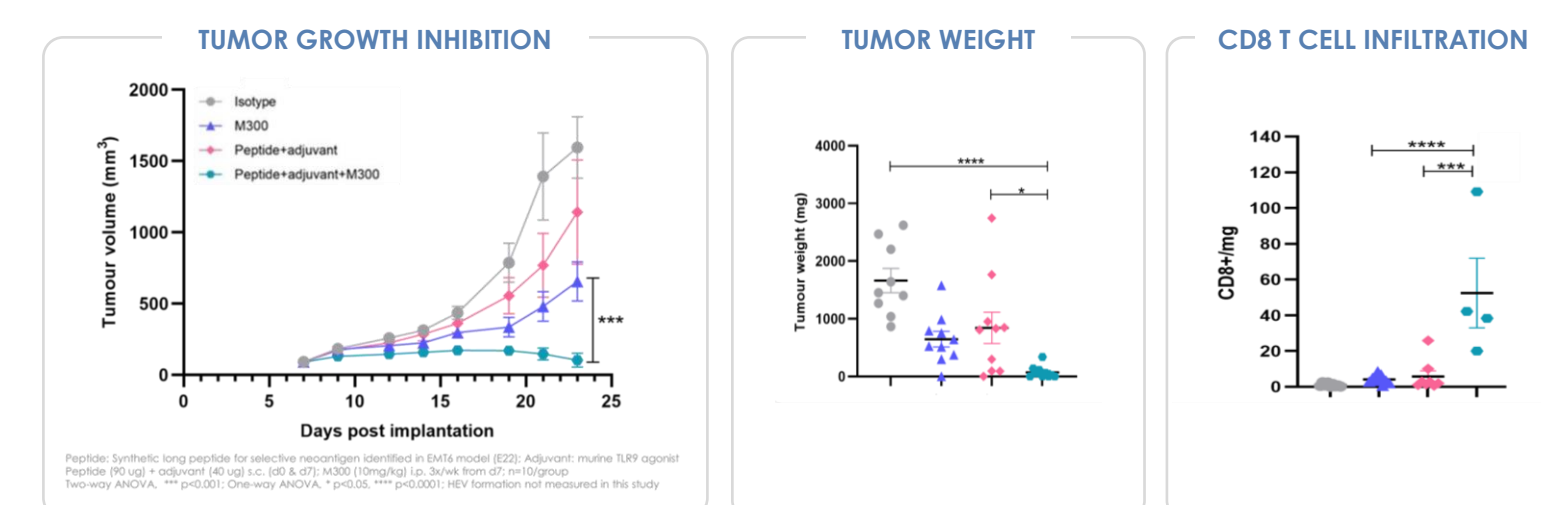 TUMOR GROWTH INHIBITION
2000
1500
1000
500
0
Tumour volume (mm3)
Isotype
M300
Peptide+adjuvant
Peptide+adjuvant+M300
***
0 5 10 15 20 25
Days post implantation
Peptide: Synthetic long peptide for selective neoantigen identified in EMT6 model (E22); Adjuvant: murine TLR9 agonist
Peptide (90 ug) + adjuvant (40 ug) s.c. (d0 & d7); M300 (10mg/kg) i.p. 3x/wk from d7; n=10/group
Two-way ANOVA, *** p<0.001; One-way ANOVA, * p<0.05, **** p<0.0001; HEV formation not measured in this study
TUMOR WEIGHT
4000
3000
2000
1000
0
Tumour weight (mg)
****
*
CD8 T CELL INFILTRATION
140
120
100
80
60
40
20
0
CD8+/mg
****
***